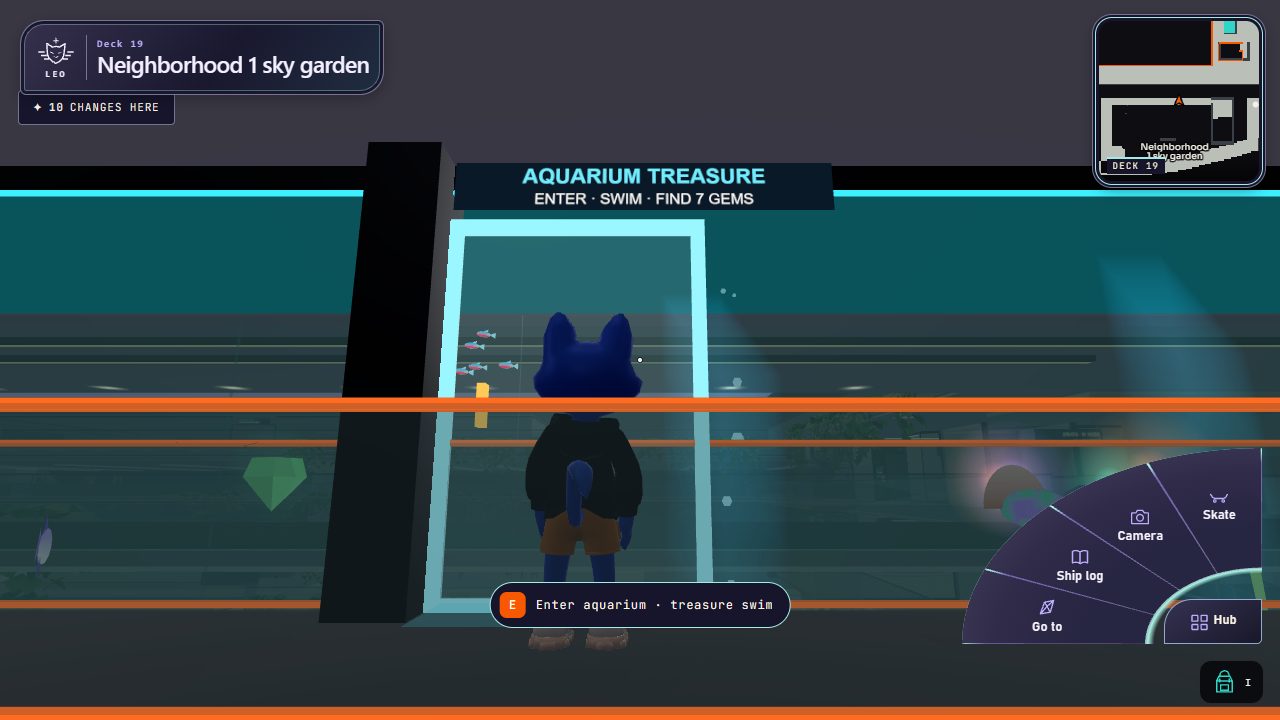 LEO
Deck 19
Neighborhood 1 sky garden
10 CHANGES HERE
AQUARIUM TREASURE
ENTER · SWIM · FIND 7 GEMS
Neighborhood
1 sky garden
DECK 19
E
Enter aquarium · treasure swim
Skate
Camera
Ship log
Go to
Hub
I